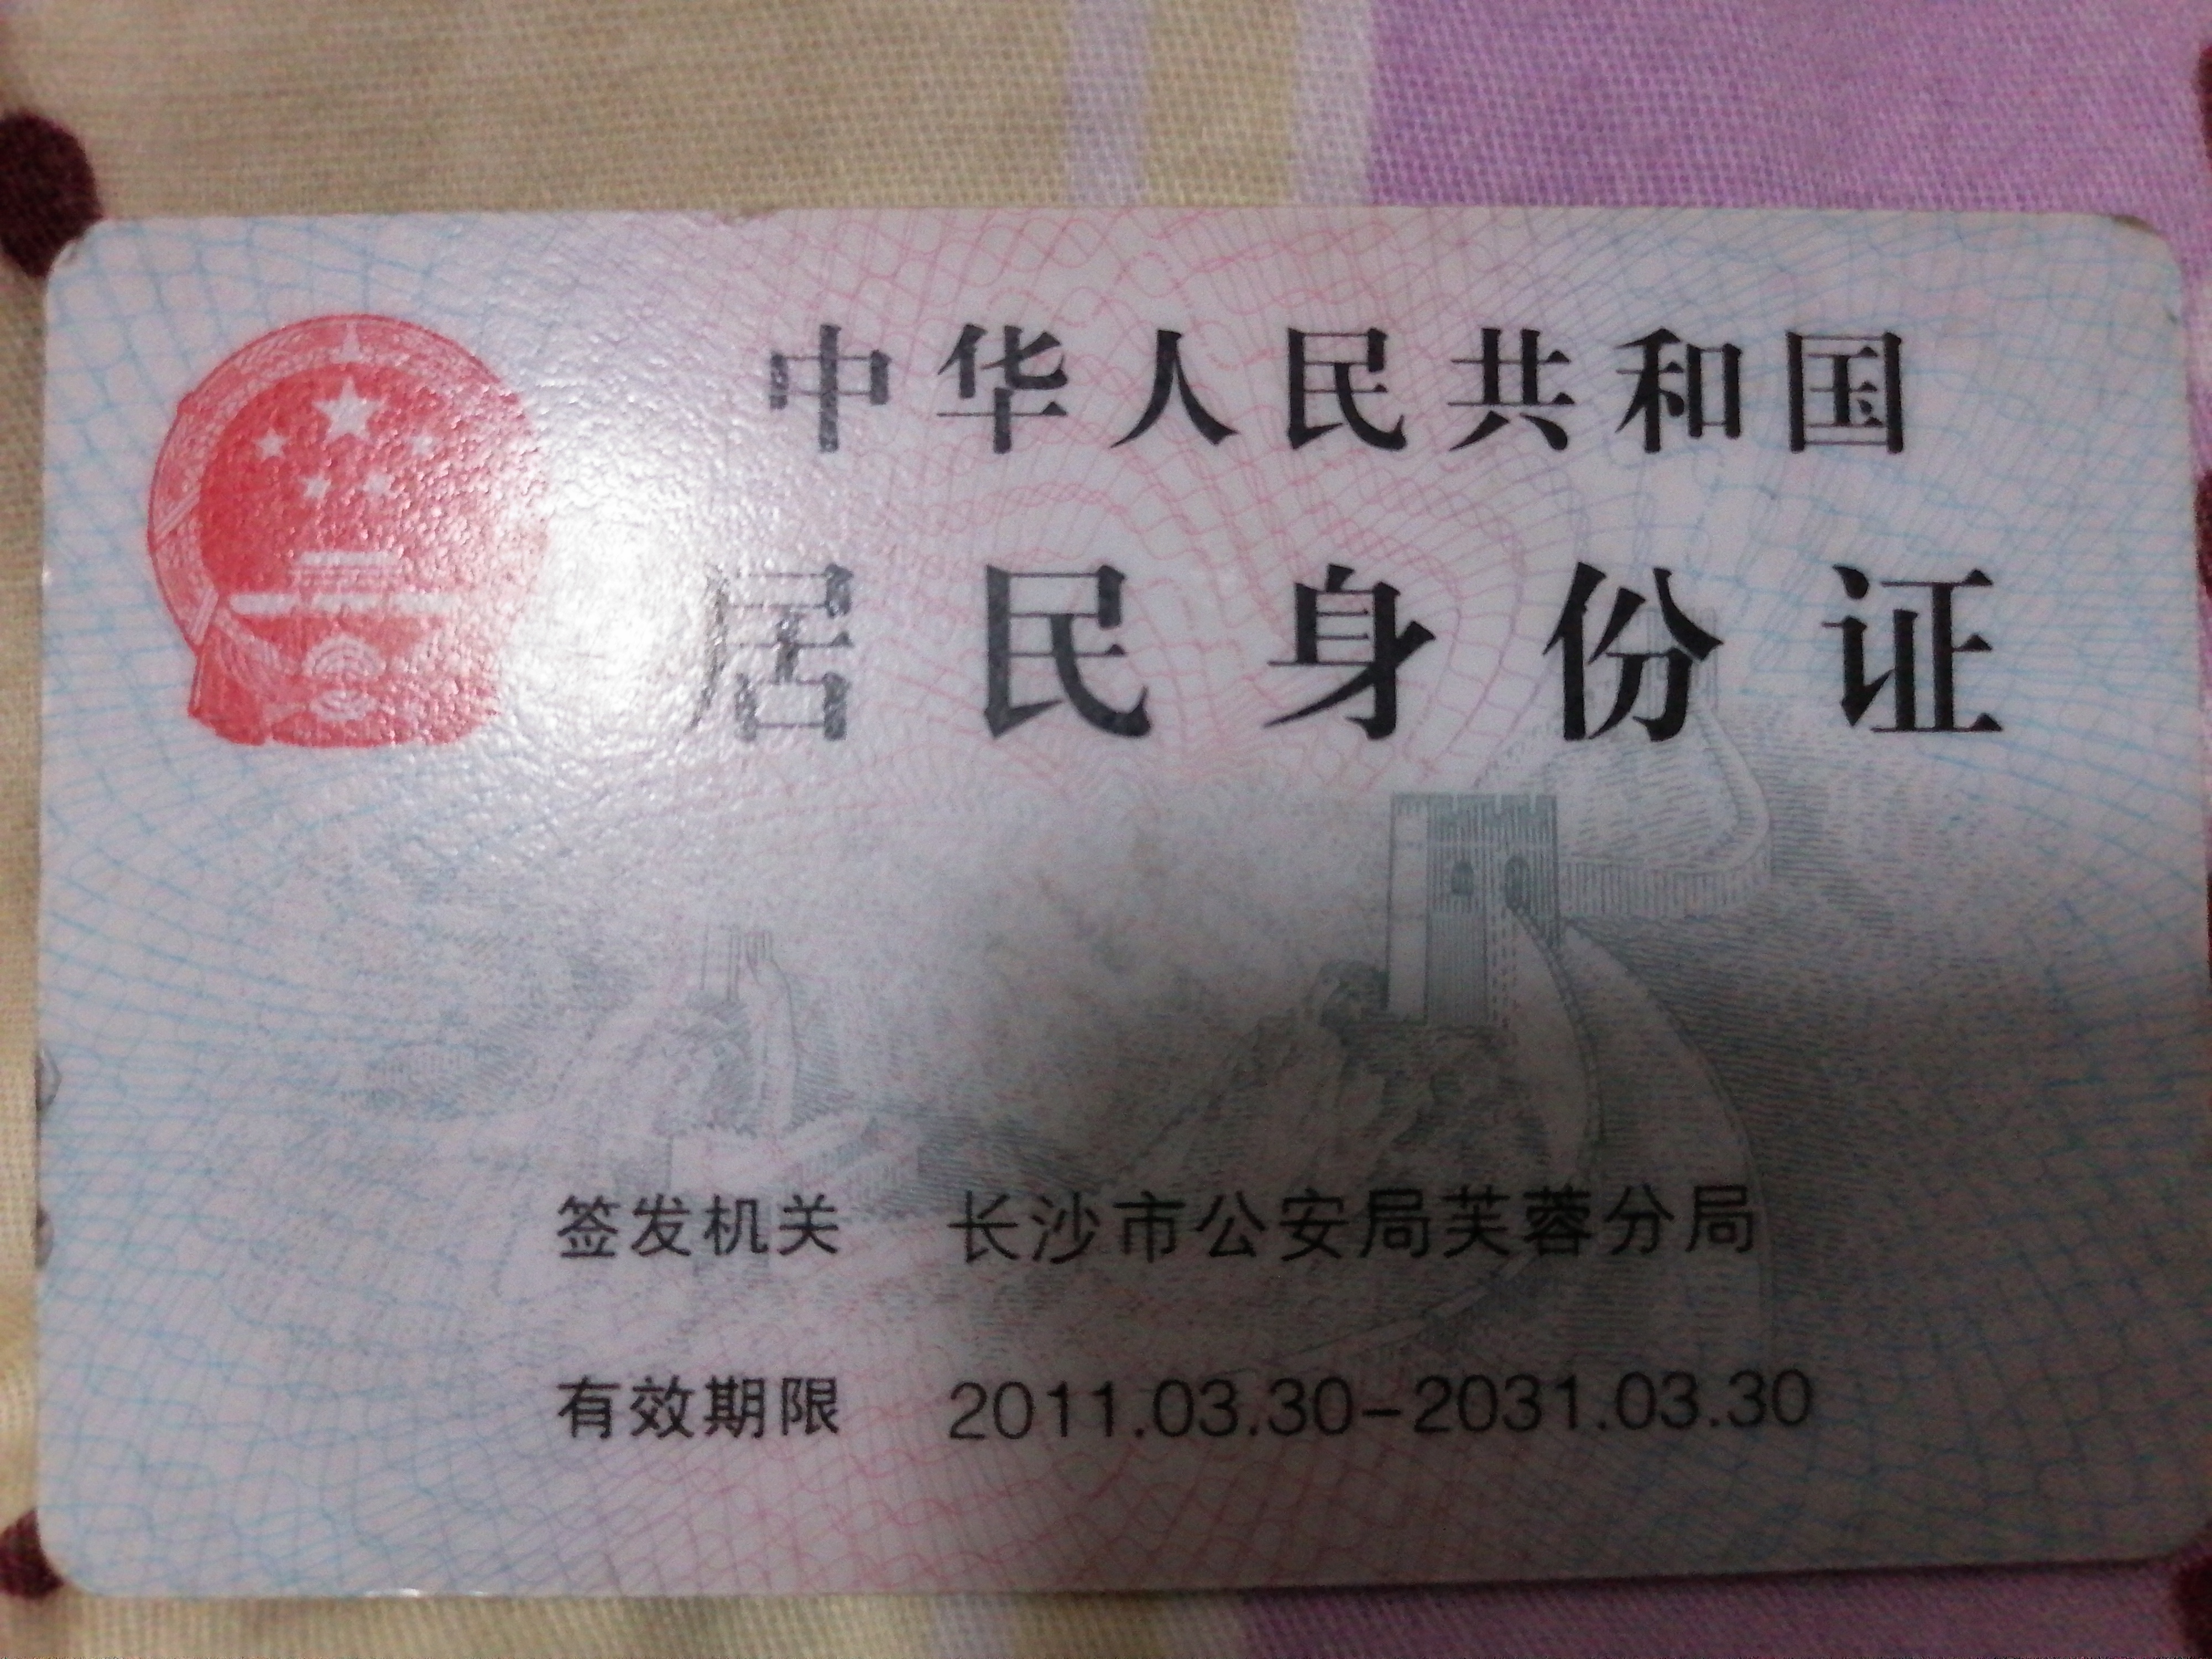 中华人民共和国
居民身份证
签发机关 长沙市公安局芙蓉分局
有效期限 2011.03.30-2031.03.30